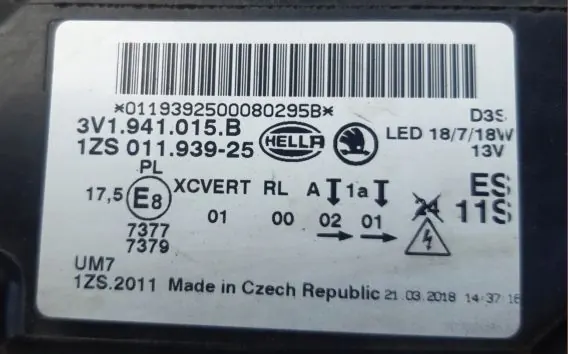 *0119392500080295B*
3V1.941.015.B
1ZS 011.939-25
HELLA
D3S
LED 18/7/18W
13V
PL
17,5 E8 XCVERT RL A 1a ES
01 00 02 01 24 11S
7377
7379
UM7
1ZS.2011 Made in Czech Republic 21.03.2018 14:37:16